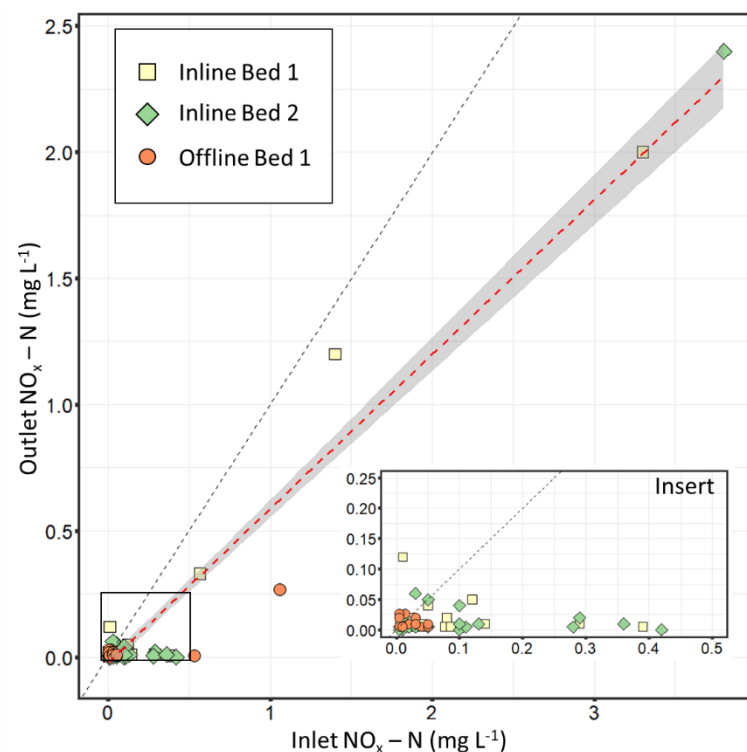 2.5
Inline Bed 1
Inline Bed 2
Offline Bed 1
2.0
1.5
1.0
0.5
0.0
Outlet NOₓ – N (mg L⁻¹)
Insert
0.25
0.20
0.15
0.10
0.05
0.00
0.0 0.1 0.2 0.3 0.4 0.5
0 1 2 3
Inlet NOₓ – N (mg L⁻¹)